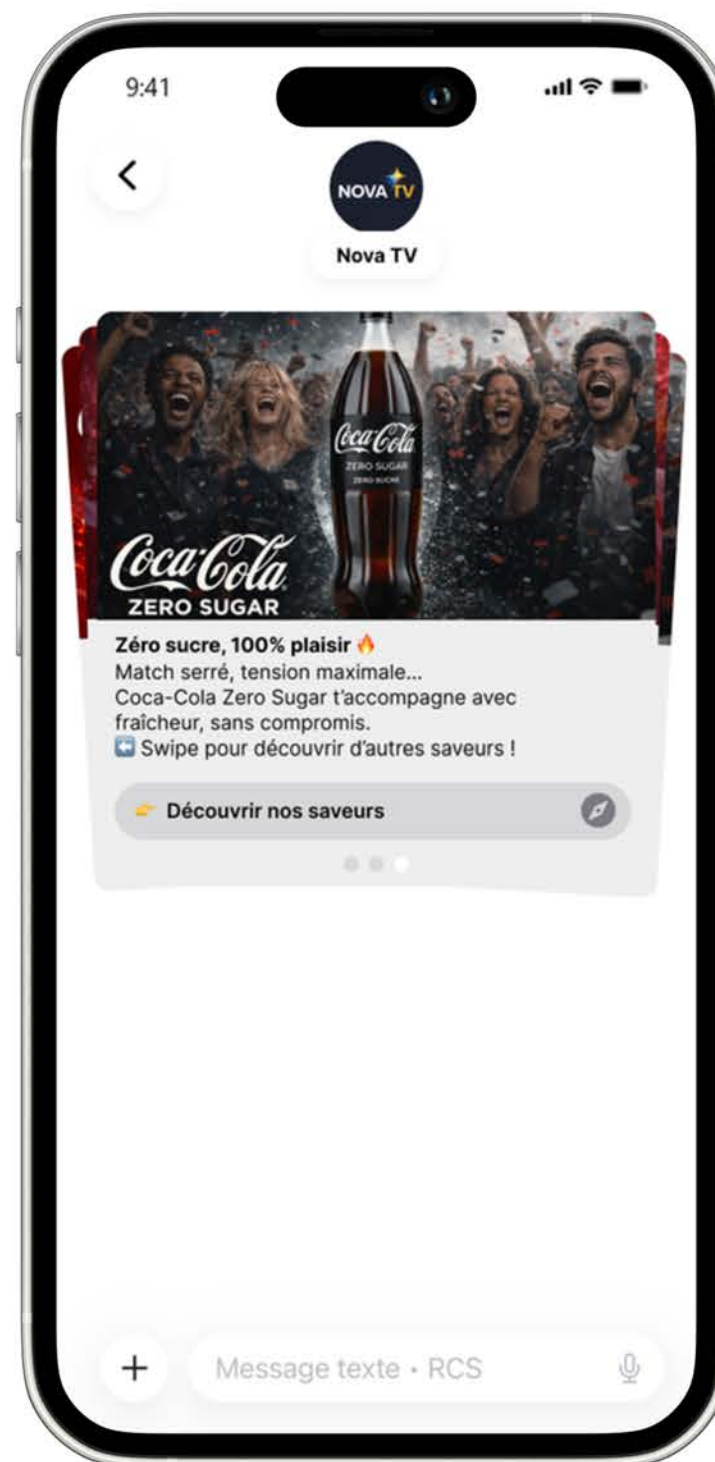 9:41
NOVA TV
Nova TV
Coca-Cola
ZERO SUGAR
ZERO SUCRE
Coca-Cola
ZERO SUGAR
Zéro sucre, 100% plaisir 🔥
Match serré, tension maximale...
Coca-Cola Zero Sugar t’accompagne avec
fraîcheur, sans compromis.
⬅️ Swipe pour découvrir d’autres saveurs !
👉 Découvrir nos saveurs
Message texte • RCS